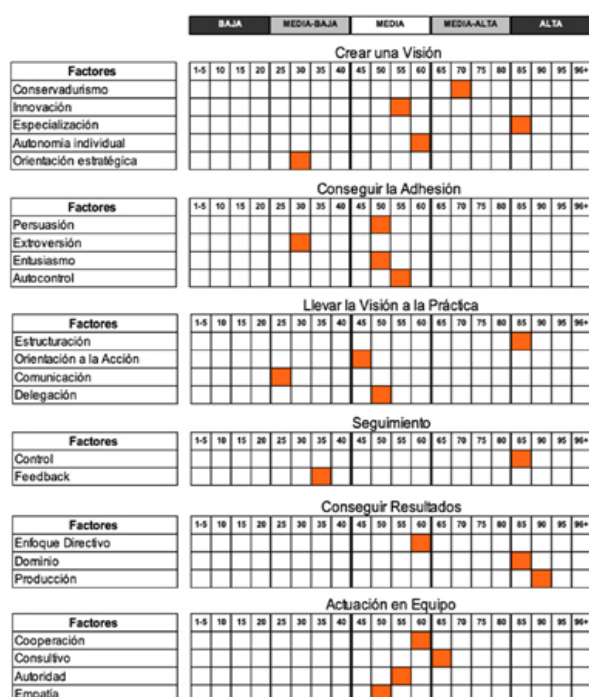 BAJA MEDIA-BAJA MEDIA MEDIA-ALTA ALTA
Crear una Visión
Factores 1-5 10 15 20 25 30 35 40 45 50 55 60 65 70 75 80 85 90 95 96+
Conservadurismo
Innovación
Especialización
Autonomia individual
Orientación estratégica
Conseguir la Adhesión
Factores 1-5 10 15 20 25 30 35 40 45 50 55 60 65 70 75 80 85 90 95 96+
Persuasión
Extroversión
Entusiasmo
Autocontrol
Llevar la Visión a la Práctica
Factores 1-5 10 15 20 25 30 35 40 45 50 55 60 65 70 75 80 85 90 95 96+
Estructuración
Orientación a la Acción
Comunicación
Delegación
Seguimiento
Factores 1-5 10 15 20 25 30 35 40 45 50 55 60 65 70 75 80 85 90 95 96+
Control
Feedback
Conseguir Resultados
Factores 1-5 10 15 20 25 30 35 40 45 50 55 60 65 70 75 80 85 90 95 96+
Enfoque Directivo
Dominio
Producción
Actuación en Equipo
Factores 1-5 10 15 20 25 30 35 40 45 50 55 60 65 70 75 80 85 90 95 96+
Cooperación
Consultivo
Autoridad
Empatía